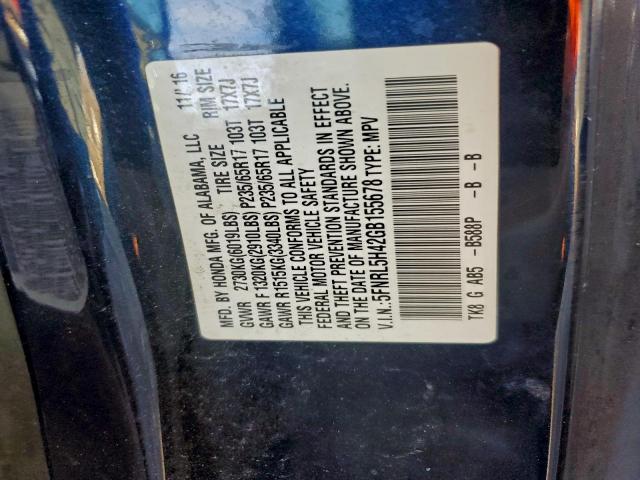 MFD. BY HONDA MFG. OF ALABAMA, LLC 11/ 16
TIRE SIZE RIM SIZE
GVWR 2730KG(6019LBS)
GAWR F 1320KG(2910LBS) P235/65R17 103T 17X7J
GAWR R1515KG(3340LBS) P235/65R17 103T 17X7J
THIS VEHICLE CONFORMS TO ALL APPLICABLE
FEDERAL MOTOR VEHICLE SAFETY
AND THEFT PREVENTION STANDARDS IN EFFECT
ON THE DATE OF MANUFACTURE SHOWN ABOVE.
V.I.N.:5FNRL5H42GB155678 TYPE: MPV
TK8 G AB5 -B588P -B -B